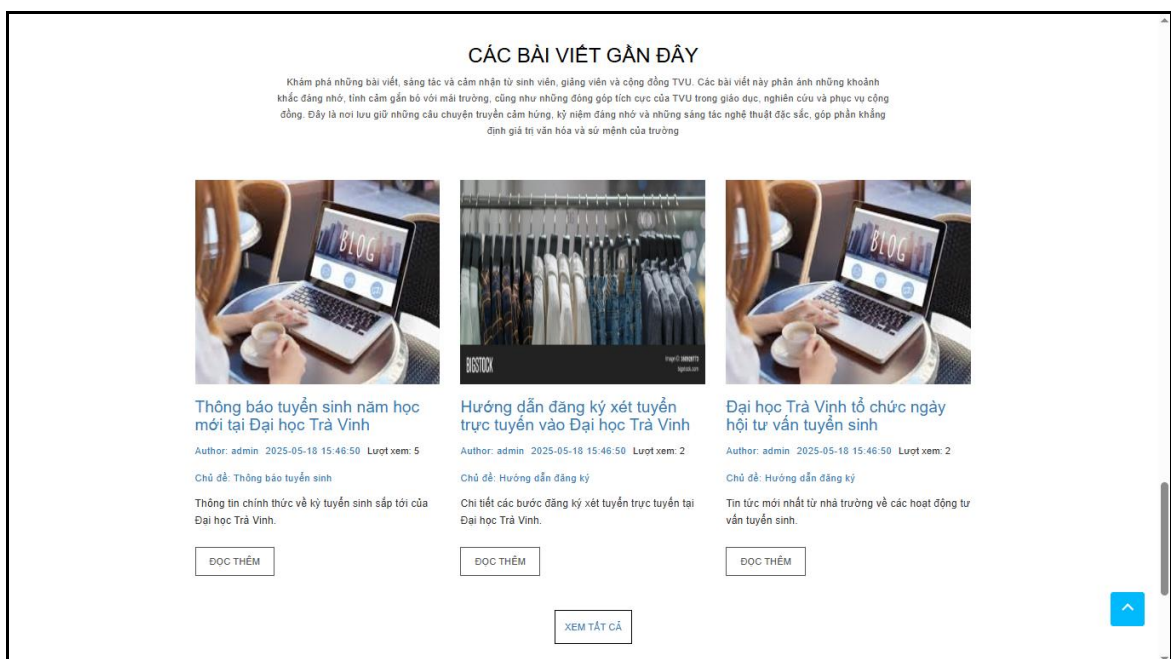 CÁC BÀI VIẾT GẦN ĐÂY
Khám phá những bài viết, sáng tác và cảm nhận từ sinh viên, giảng viên và cộng đồng TVU. Các bài viết này phản ánh những khoảnh
khắc đáng nhớ, tình cảm gắn bó với mái trường, cũng như những đóng góp tích cực của TVU trong giáo dục, nghiên cứu và phục vụ cộng
đồng. Đây là nơi lưu giữ những câu chuyện truyền cảm hứng, kỷ niệm đáng nhớ và những sáng tác nghệ thuật đặc sắc, góp phần khẳng
định giá trị văn hóa và sứ mệnh của trường
BLOG
Thông báo tuyển sinh năm học
mới tại Đại học Trà Vinh
Author: admin 2025-05-18 15:46:50 Lượt xem: 5
Chủ đề: Thông báo tuyển sinh
Thông tin chính thức về kỳ tuyển sinh sắp tới của
Đại học Trà Vinh.
ĐỌC THÊM
BIGSTOCK
bigstock.com
Hướng dẫn đăng ký xét tuyển
trực tuyến vào Đại học Trà Vinh
Author: admin 2025-05-18 15:46:50 Lượt xem: 2
Chủ đề: Hướng dẫn đăng ký
Chi tiết các bước đăng ký xét tuyển trực tuyến tại
Đại học Trà Vinh.
ĐỌC THÊM
BLOG
Đại học Trà Vinh tổ chức ngày
hội tư vấn tuyển sinh
Author: admin 2025-05-18 15:46:50 Lượt xem: 2
Chủ đề: Hướng dẫn đăng ký
Tin tức mới nhất từ nhà trường về các hoạt động tư
vấn tuyển sinh.
ĐỌC THÊM
XEM TẤT CẢ